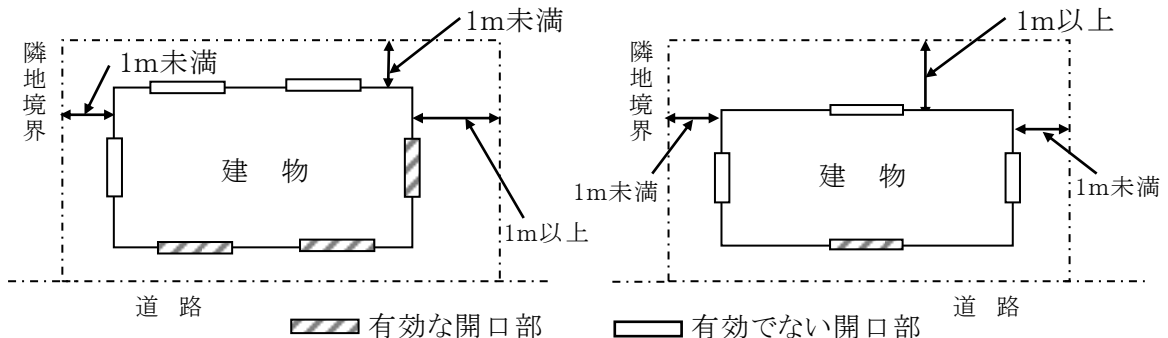 1m未満
隣地境界
1m未満
建 物
1m以上
道 路
1m以上
隣地境界
1m未満
建 物
1m未満
道 路
有効な開口部
有効でない開口部